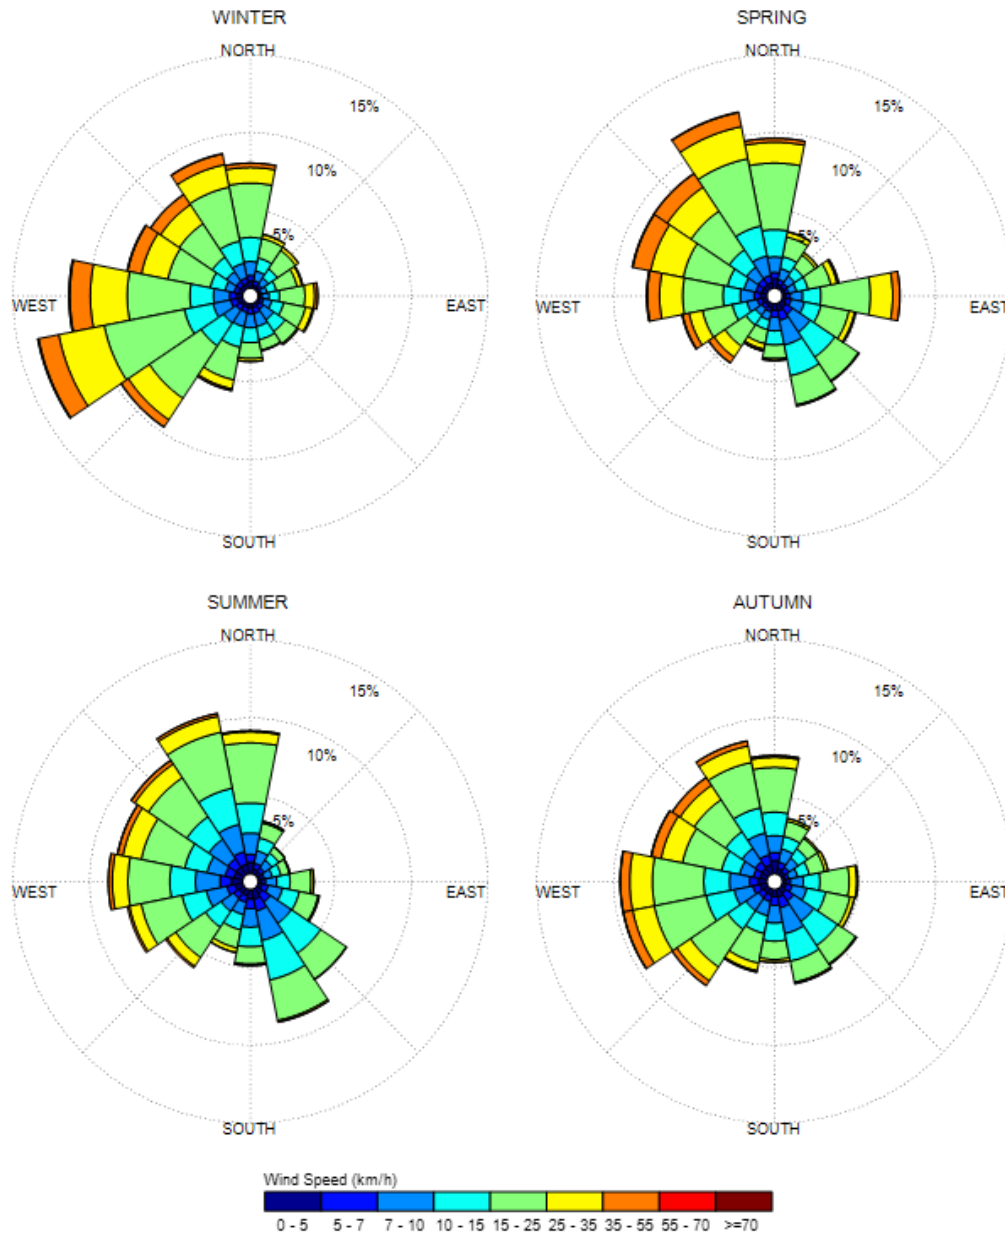 WINTER
SPRING
NORTH
NORTH
15%
15%
10%
10%
5%
5%
WEST
EAST
WEST
EAST
SOUTH
SOUTH
SUMMER
AUTUMN
NORTH
NORTH
15%
15%
10%
10%
5%
5%
WEST
EAST
WEST
EAST
SOUTH
SOUTH
Wind Speed (km/h)
0 - 5 5 - 7 7 - 10 10 - 15 15 - 25 25 - 35 35 - 55 55 - 70 >=70